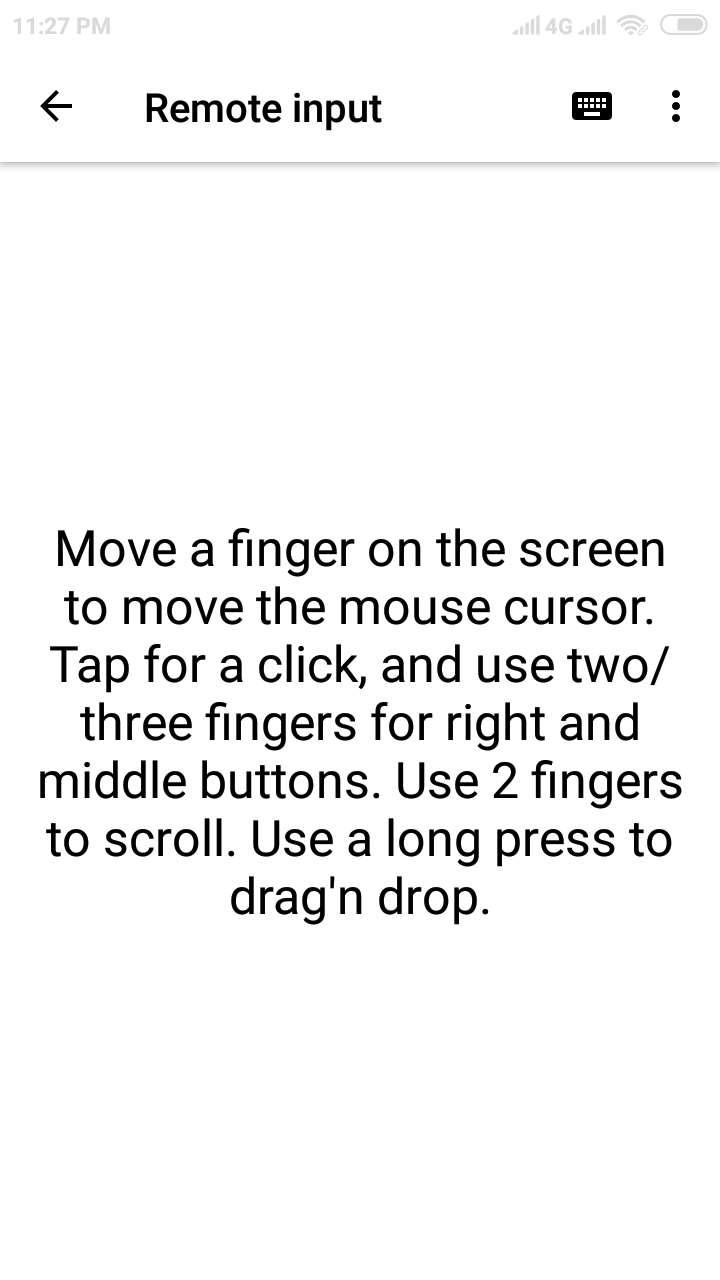 11:27 PM 4G
Remote input
Move a finger on the screen
to move the mouse cursor.
Tap for a click, and use two/
three fingers for right and
middle buttons. Use 2 fingers
to scroll. Use a long press to
drag'n drop.